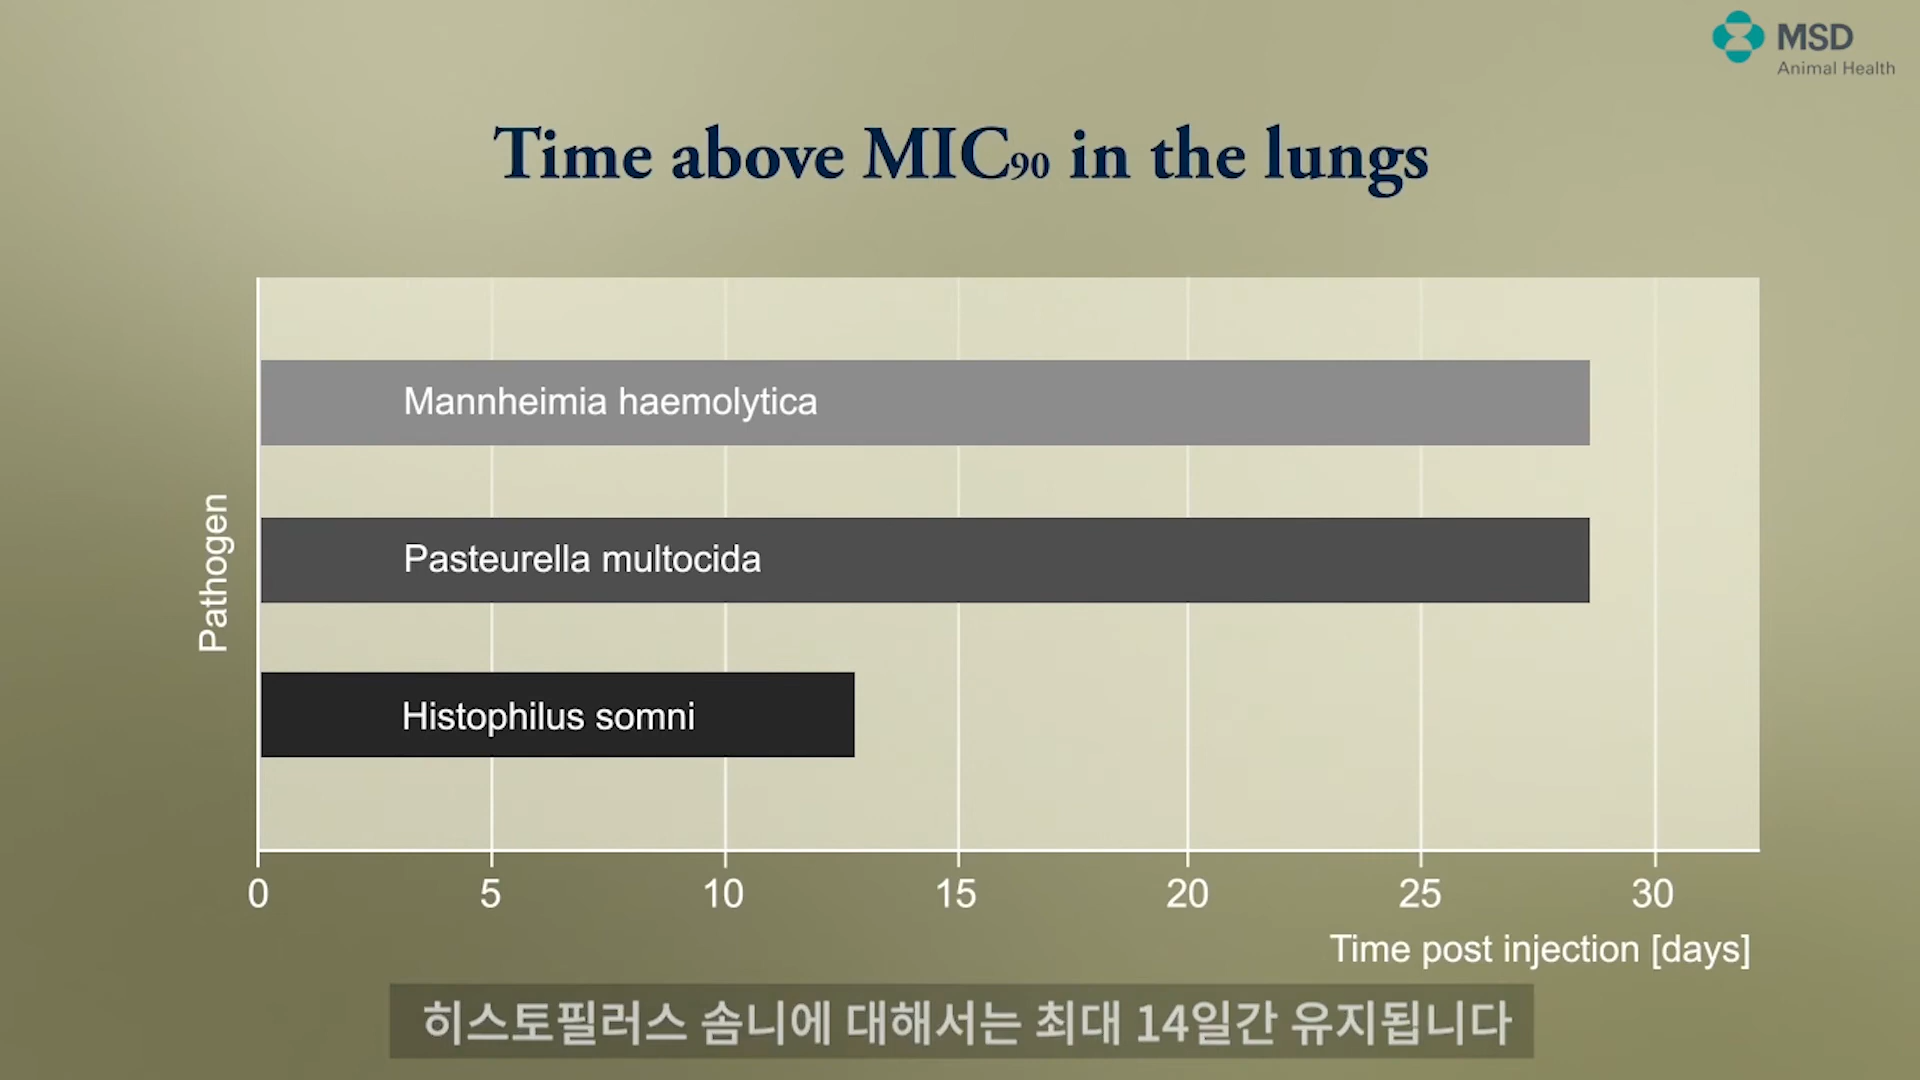 MSD
Animal Health
Time above MIC90 in the lungs
Pathogen
Mannheimia haemolytica
Pasteurella multocida
Histophilus somni
0 5 10 15 20 25 30
Time post injection [days]
히스토필러스 솜니에 대해서는 최대 14일간 유지됩니다